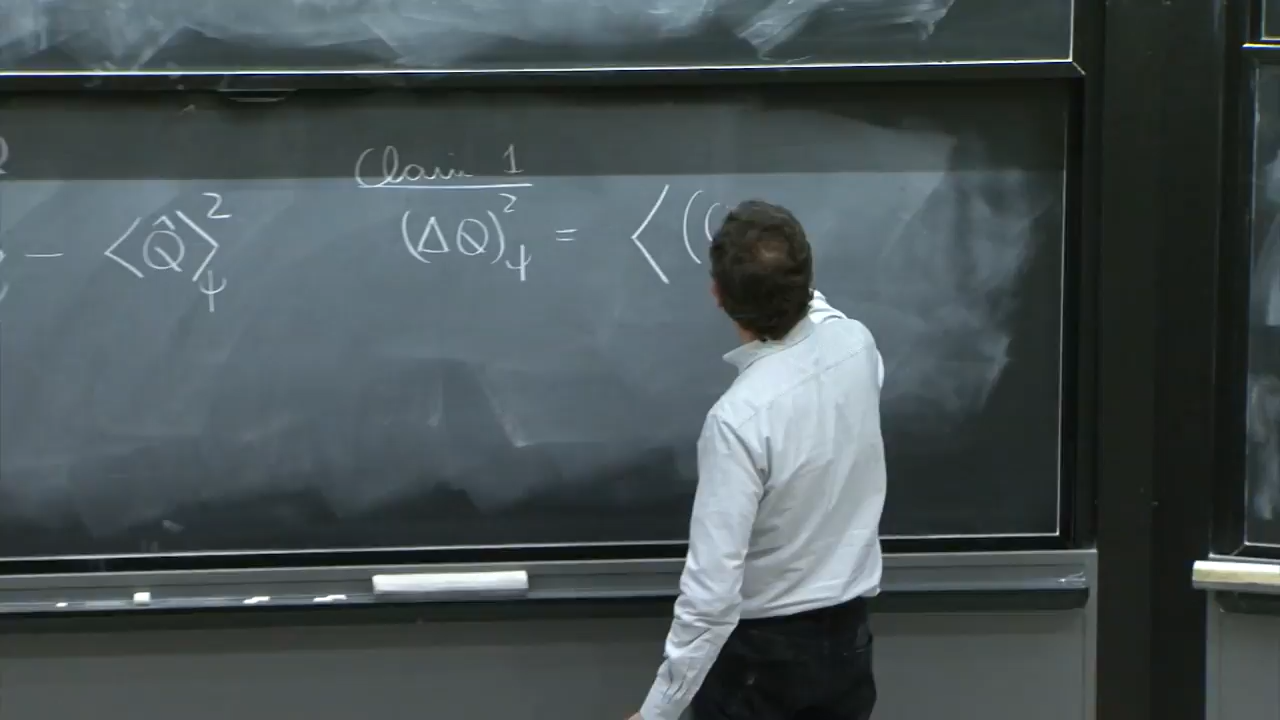 Claim 1
− ⟨Q̂⟩²_ψ
(ΔQ)²_ψ = ⟨((